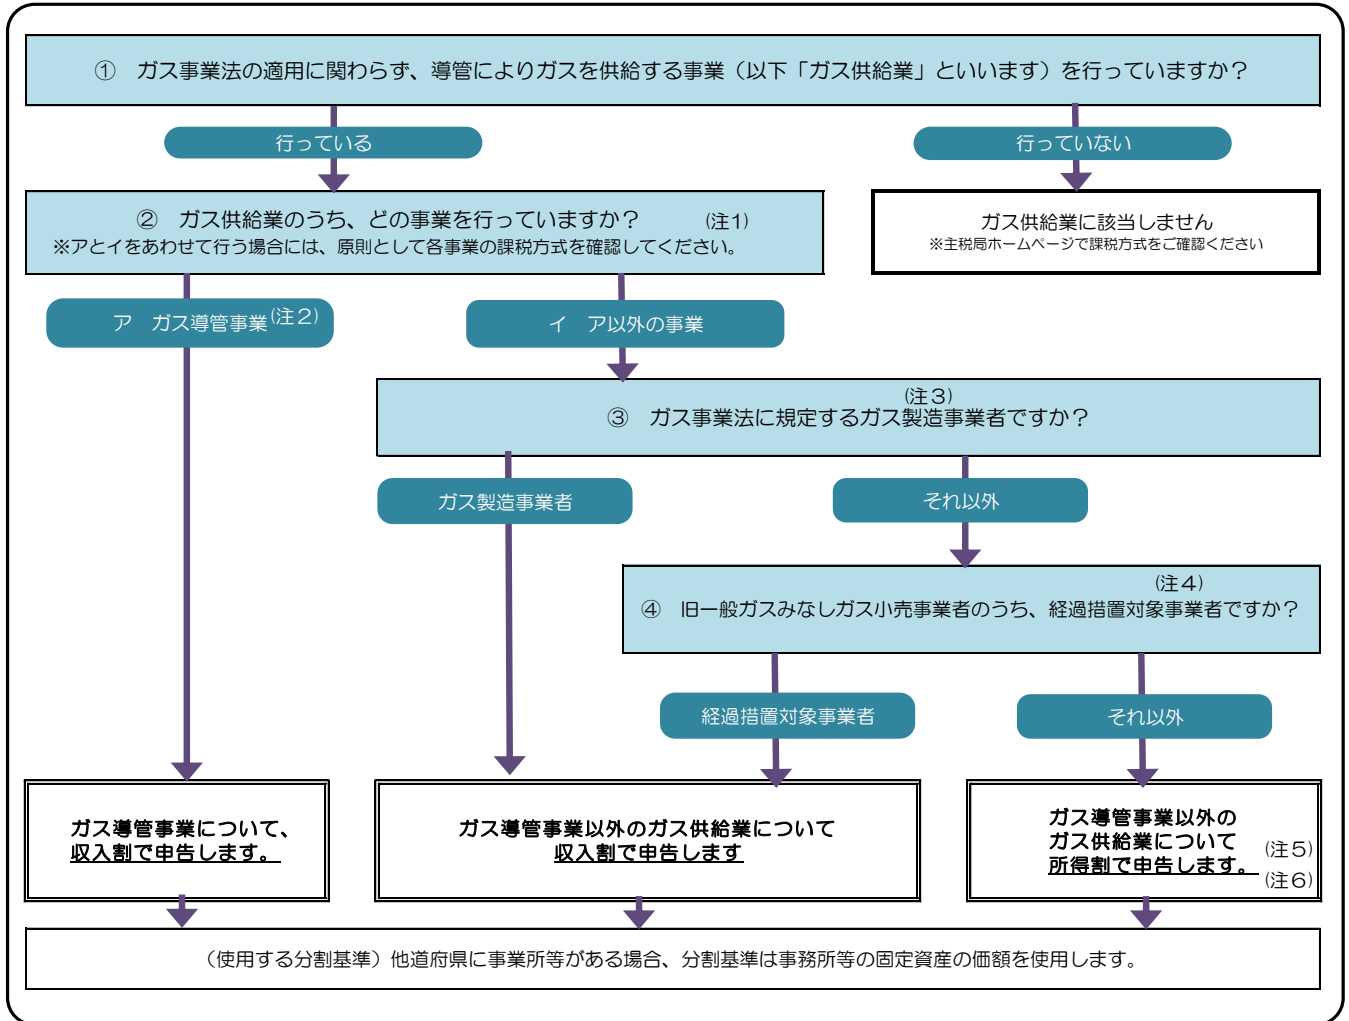 ① ガス事業法の適用に関わらず、導管によりガスを供給する事業（以下「ガス供給業」といいます）を行っていますか？
行っている
行っていない
② ガス供給業のうち、どの事業を行っていますか？ (注1)
※アとイをあわせて行う場合には、原則として各事業の課税方式を確認してください。
ガス供給業に該当しません
※主税局ホームページで課税方式をご確認ください
ア ガス導管事業(注2)
イ ア以外の事業
(注3)
③ ガス事業法に規定するガス製造事業者ですか？
ガス製造事業者
それ以外
(注4)
④ 旧一般ガスみなしガス小売事業者のうち、経過措置対象事業者ですか？
経過措置対象事業者
それ以外
ガス導管事業について、
収入割で申告します。
ガス導管事業以外のガス供給業について
収入割で申告します
ガス導管事業以外の
ガス供給業について
所得割で申告します。
(注5)
(注6)
（使用する分割基準）他道府県に事業所等がある場合、分割基準は事務所等の固定資産の価額を使用します。